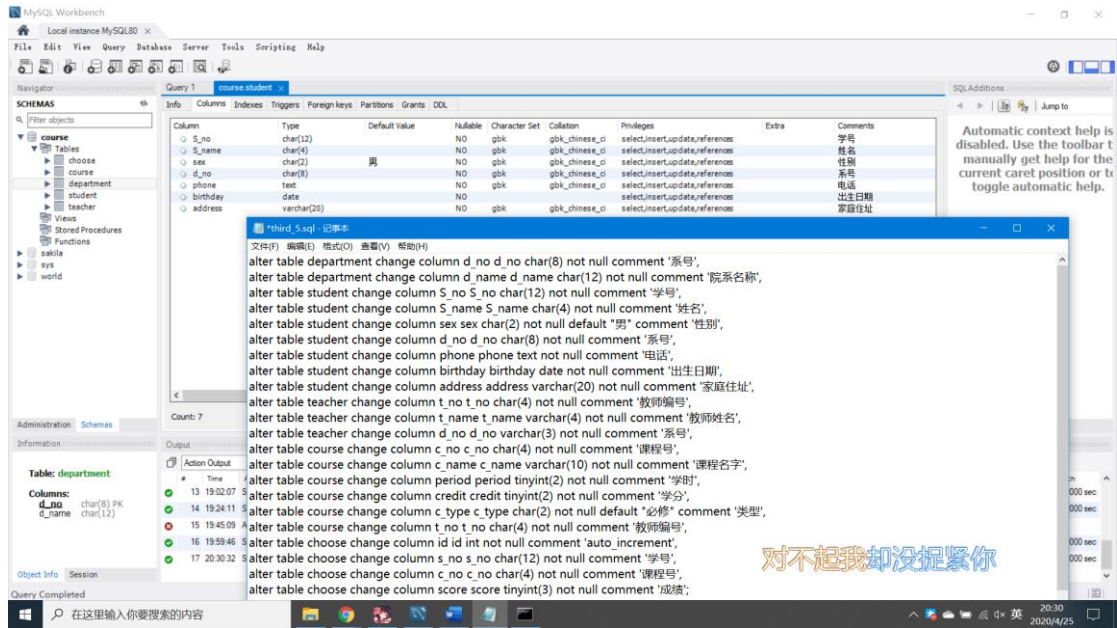 MySQL Workbench
Local instance MySQL80
File Edit View Query Database Server Tools Scripting Help
Navigator
SCHEMAS
Filter objects
course
Tables
choose
course
department
student
teacher
Views
Stored Procedures
Functions
sakila
sys
world
Administration Schemas
Information
Table: department
Columns:
d_no char(8) PK
d_name char(12)
Object Info Session
Query Completed
Query 1 course.student
Info Columns Indexes Triggers Foreign keys Partitions Grants DDL
Column Type Default Value Nullable Character Set Collation Privileges Extra Comments
S_no char(12) NO gbk gbk_chinese_ci select,insert,update,references 学号
S_name char(4) NO gbk gbk_chinese_ci select,insert,update,references 姓名
sex char(2) 男 NO gbk gbk_chinese_ci select,insert,update,references 性别
d_no char(8) NO gbk gbk_chinese_ci select,insert,update,references 系号
phone text NO gbk gbk_chinese_ci select,insert,update,references 电话
birthday date NO select,insert,update,references 出生日期
address varchar(20) NO gbk gbk_chinese_ci select,insert,update,references 家庭住址
Count: 7
Output
Action Output
# Time
13 19:02:07
14 19:24:11
15 19:45:09
16 19:59:46
17 20:30:32
SQLAdditions
Jump to
Automatic context help is
disabled. Use the toolbar t
manually get help for the
current caret position or to
toggle automatic help.
*third_S.sql - 记事本
文件(F) 编辑(E) 格式(O) 查看(V) 帮助(H)
alter table department change column d_no d_no char(8) not null comment '系号',
alter table department change column d_name d_name char(12) not null comment '院系名称',
alter table student change column S_no S_no char(12) not null comment '学号',
alter table student change column S_name S_name char(4) not null comment '姓名',
alter table student change column sex sex char(2) not null default "男" comment '性别',
alter table student change column d_no d_no char(8) not null comment '系号',
alter table student change column phone phone text not null comment '电话',
alter table student change column birthday birthday date not null comment '出生日期',
alter table student change column address address varchar(20) not null comment '家庭住址',
alter table teacher change column t_no t_no char(4) not null comment '教师编号',
alter table teacher change column t_name t_name varchar(4) not null comment '教师姓名',
alter table teacher change column d_no d_no varchar(3) not null comment '系号',
alter table course change column c_no c_no char(4) not null comment '课程号',
alter table course change column c_name c_name varchar(10) not null comment '课程名字',
alter table course change column period period tinyint(2) not null comment '学时',
alter table course change column credit credit tinyint(2) not null comment '学分',
alter table course change column c_type c_type char(2) not null default "必修" comment '类型',
alter table course change column t_no t_no char(4) not null comment '教师编号',
alter table choose change column id id int not null comment 'auto_increment',
alter table choose change column s_no s_no char(12) not null comment '学号',
alter table choose change column c_no c_no char(4) not null comment '课程号',
alter table choose change column score score tinyint(3) not null comment '成绩';
000 sec
000 sec
000 sec
对不起我却没捉紧你
在这里输入你要搜索的内容
英
20:30
2020/4/25